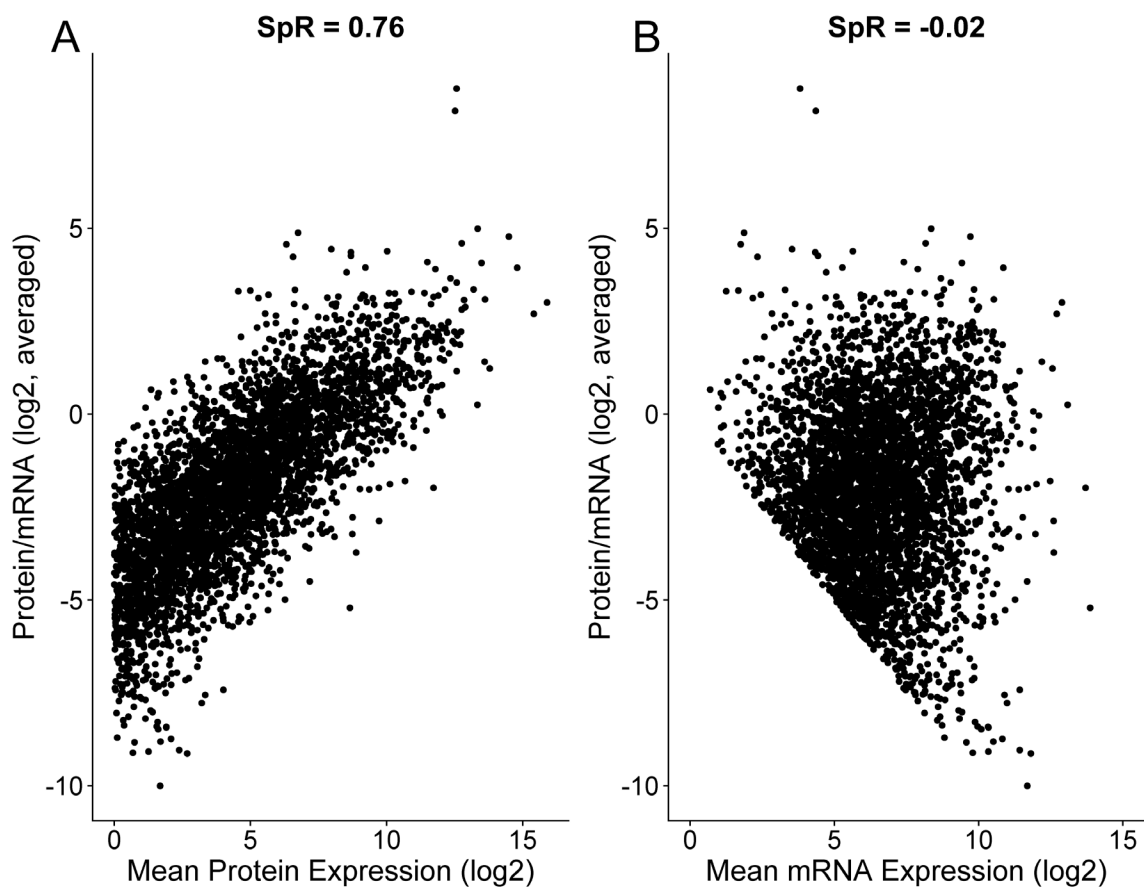 A
SpR = 0.76
Protein/mRNA (log2, averaged)
5
0
-5
-10
0
5
10
15
Mean Protein Expression (log2)
B
SpR = -0.02
Protein/mRNA (log2, averaged)
5
0
-5
-10
0
5
10
15
Mean mRNA Expression (log2)